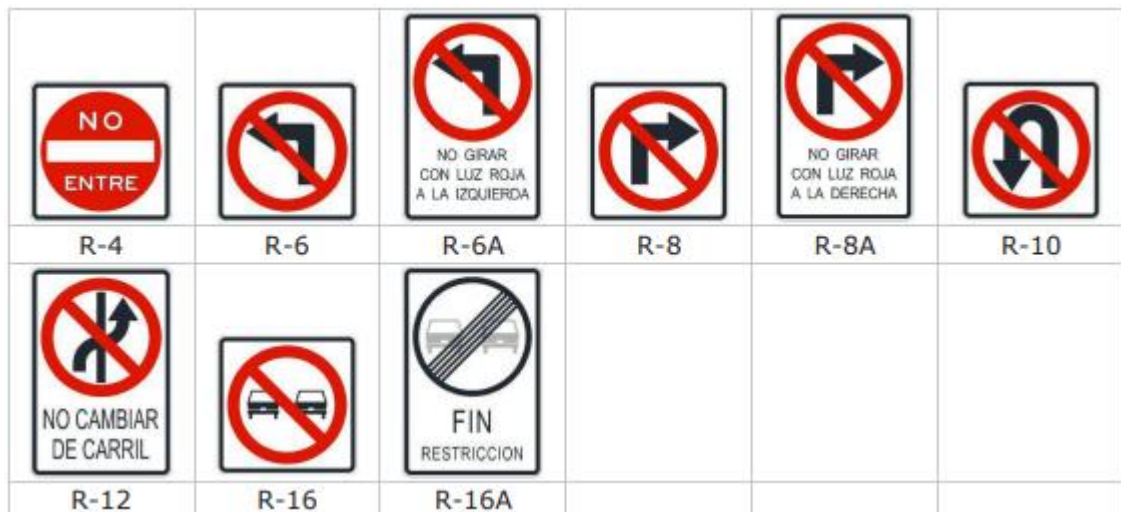 NO
ENTRE
NO GIRAR
CON LUZ ROJA
A LA IZQUIERDA
NO GIRAR
CON LUZ ROJA
A LA DERECHA
R-4
R-6
R-6A
R-8
R-8A
R-10
NO CAMBIAR
DE CARRIL
FIN
RESTRICCION
R-12
R-16
R-16A